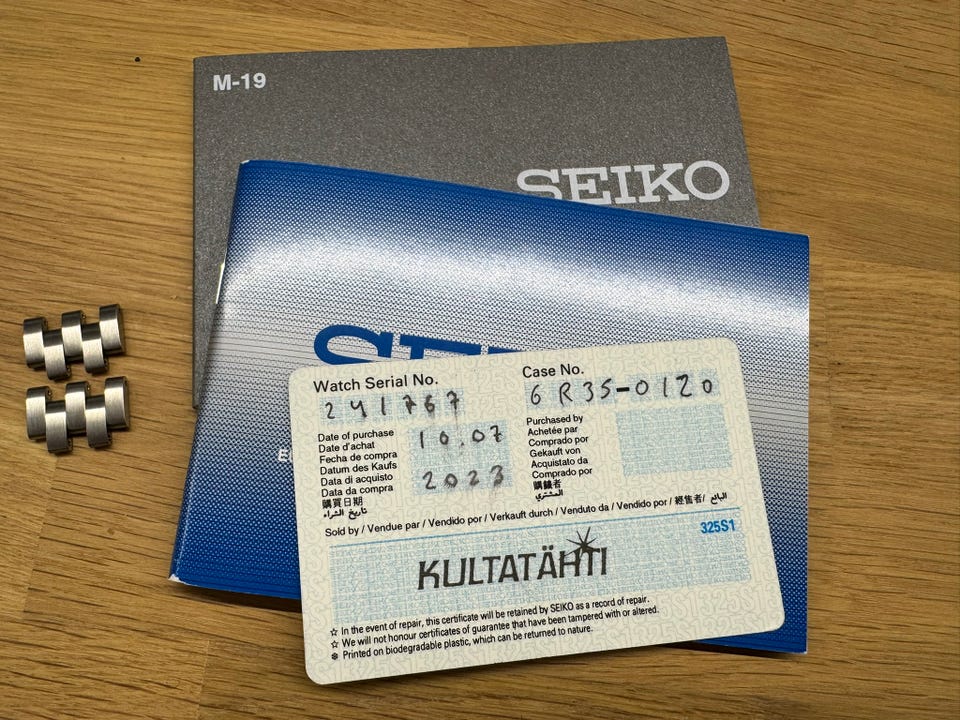 M-19
SEIKO
Watch Serial No.
241767
Case No.
6R35-0120
Date of purchase
Date d'achat
Fecha de compra
Datum des Kaufs
Data di acquisto
Data da compra
購買日期
تاريخ الشراء
10.07
2023
Purchased by
Achetée par
Comprado por
Gekauft von
Acquistato da
Comprado por
購錶者
المشتري
Sold by / Vendue par / Vendido por / Verkauft durch / Venduto da / Vendido por / 經售者/ البائع
325S1
KULTATÄHTI
☆ In the event of repair, this certificate will be retained by SEIKO as a record of repair.
☆ We will not honour certificates of guarantee that have been tampered with or altered.
❄ Printed on biodegradable plastic, which can be returned to nature.